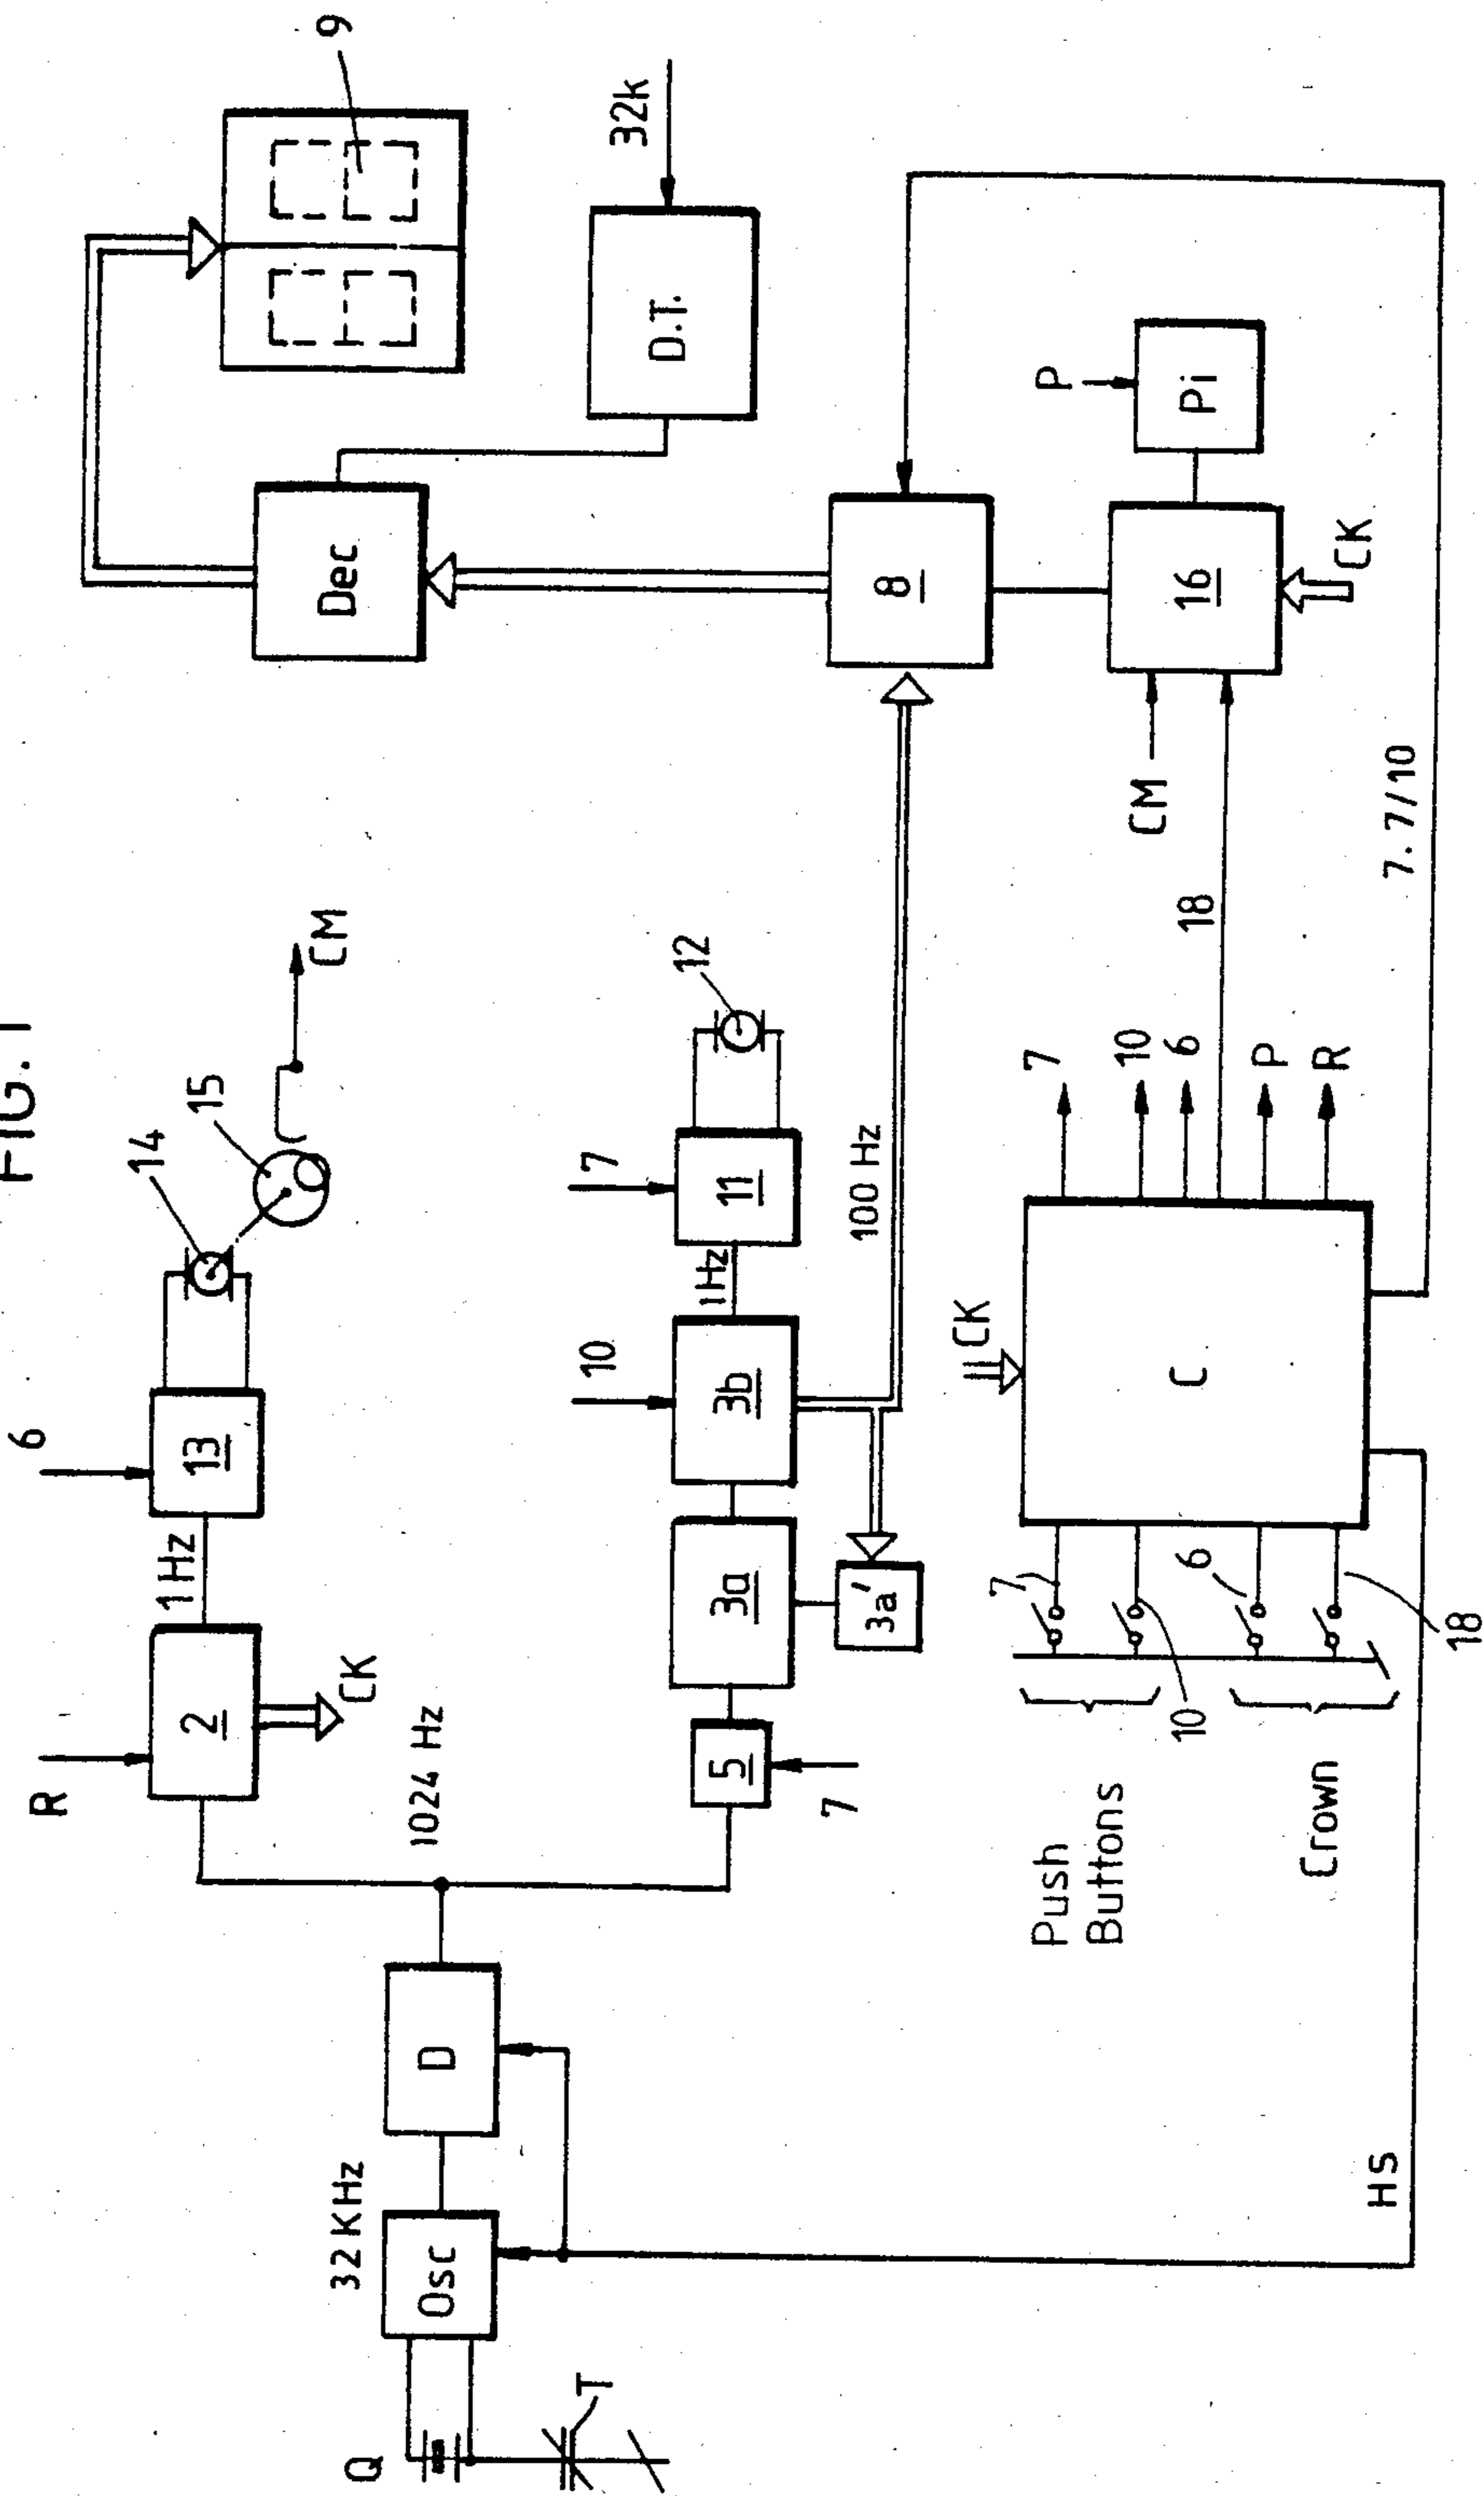 FIG. 1
R
6
2
1 Hz
13
14
15
CK
CM
9
Q
32 KHz
Osc
D
1024 Hz
Dec
T
5
7
3a
10
3b
1Hz
7
11
12
D.T.
32k
3a'
100 Hz
8
Push
Buttons
7
10
CK
C
7
10
6
18
P
R
CM
16
P
Pi
CK
Crown
6
18
HS
7.7/10